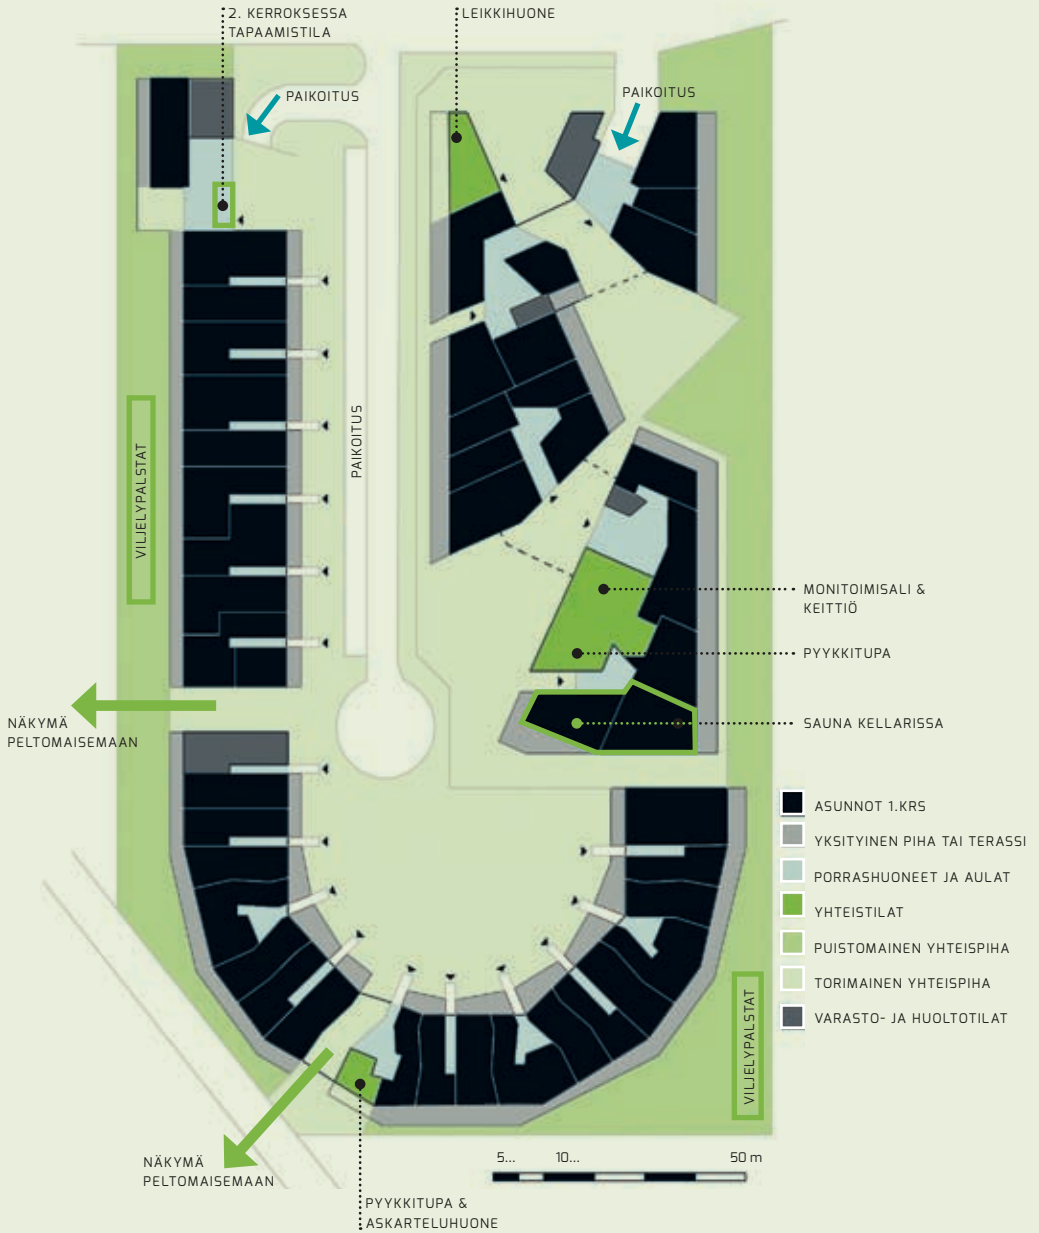 2. KERROKSESSA
TAPAAMISTILA
LEIKKIHUONE
PAIKOITUS
PAIKOITUS
PAIKOITUS
VILJELYPALSTAT
MONITOIMISALI &
KEITTIÖ
PYYKKITUPA
SAUNA KELLARISSA
NÄKYMÄ
PELTOMAISEMAAN
ASUNNOT 1.KRS
YKSITYINEN PIHA TAI TERASSI
PORRASHUONEET JA AULAT
YHTEISTILAT
PUISTOMAINEN YHTEISPIHA
TORIMAINEN YHTEISPIHA
VARASTO- JA HUOLTOTILAT
VILJELYPALSTAT
NÄKYMÄ
PELTOMAISEMAAN
5... 10... 50 m
PYYKKITUPA &
ASKARTELUHUONE